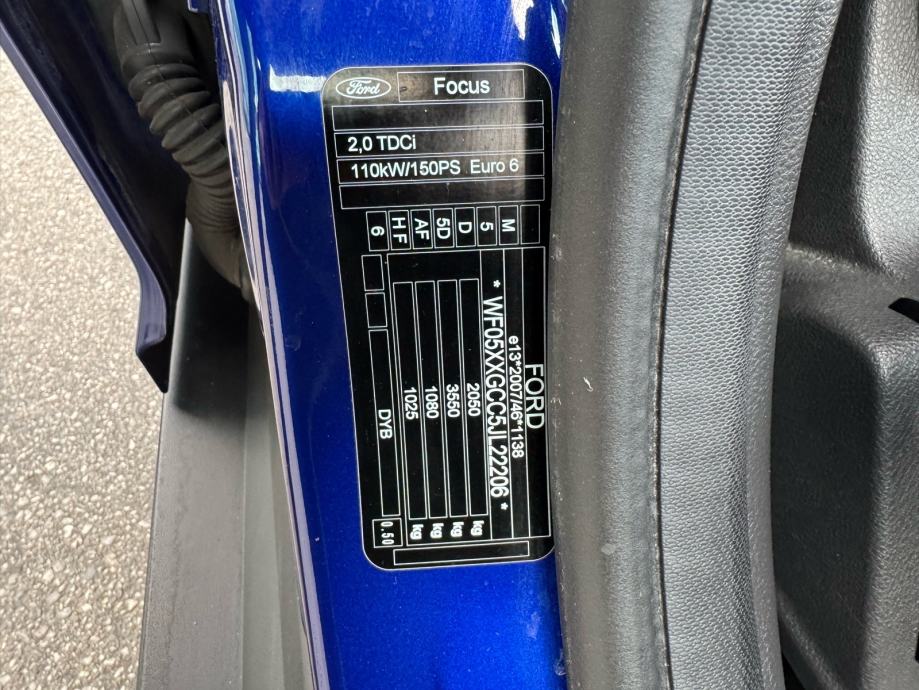 Ford
Focus
2,0 TDCi
110kW/150PS Euro 6
M
5
D
5D
AF
HF
6
FORD
e13*2007/46*1138
* WF05XXGCC5JL22206 *
2050 kg
3550 kg
1080 kg
1025 kg
DYB 0.50